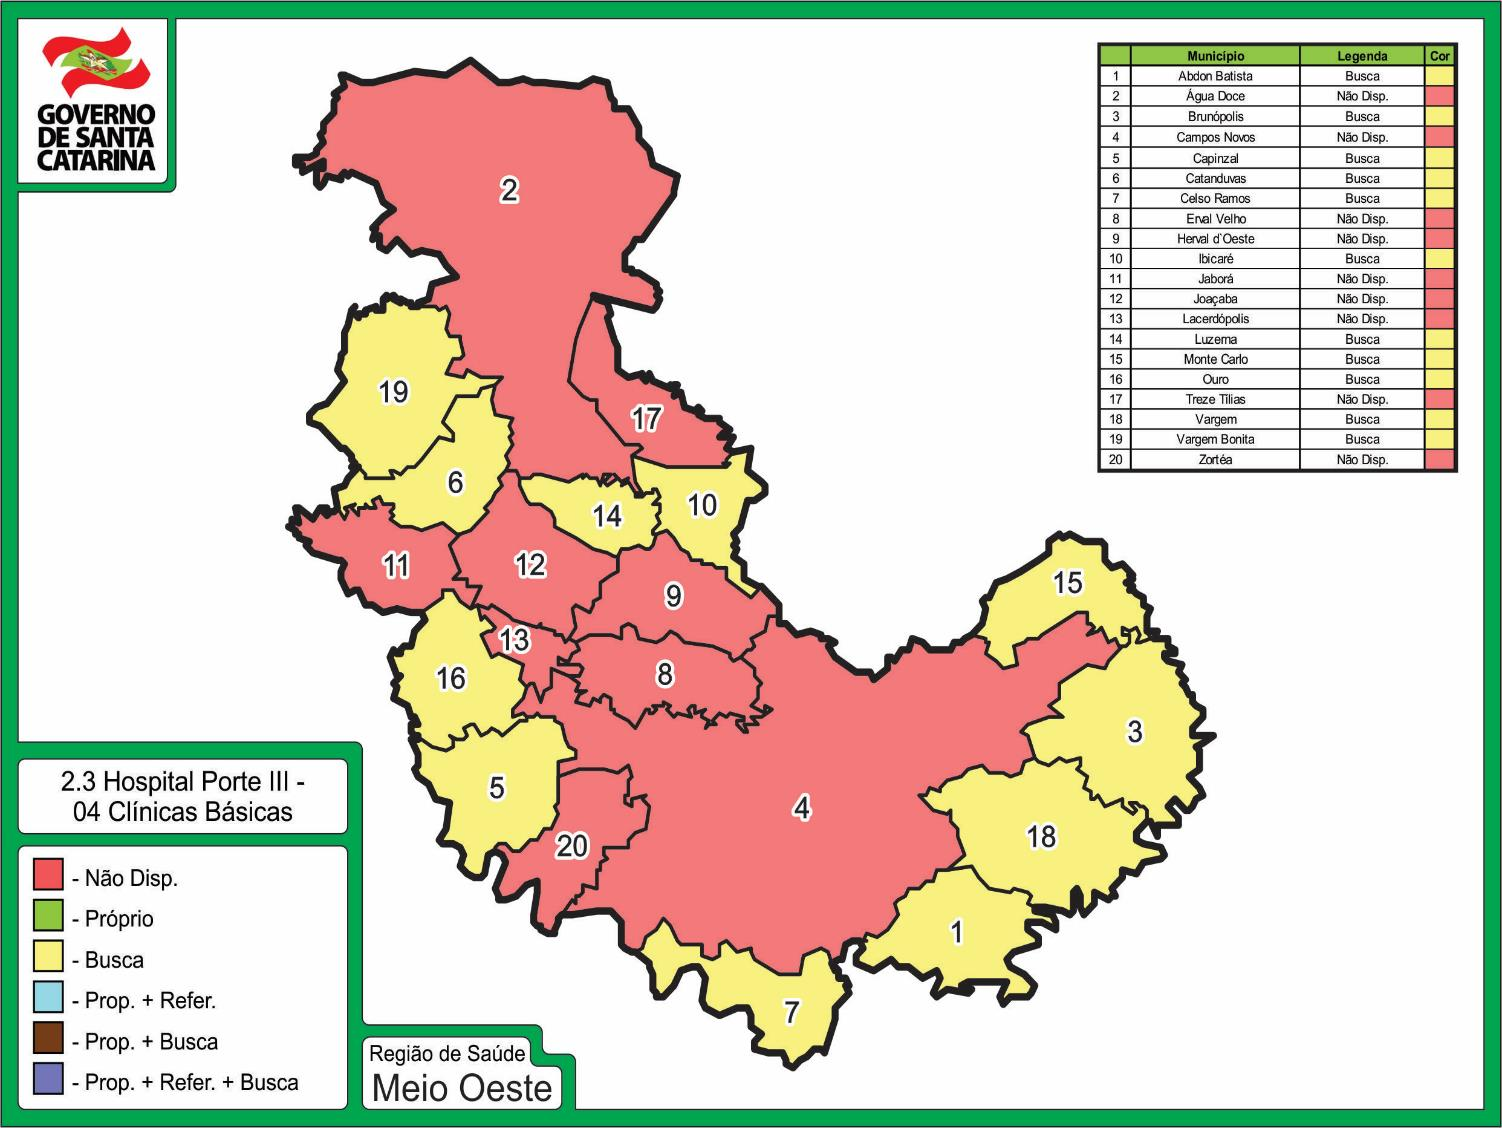 GOVERNO
DE SANTA
CATARINA
Município Legenda Cor
1 Abdon Batista Busca
2 Água Doce Não Disp.
3 Brunópolis Busca
4 Campos Novos Não Disp.
5 Capinzal Busca
6 Catanduvas Busca
7 Celso Ramos Busca
8 Erval Velho Não Disp.
9 Herval d`Oeste Não Disp.
10 Ibicaré Busca
11 Jaborá Não Disp.
12 Joaçaba Não Disp.
13 Lacerdópolis Não Disp.
14 Luzerna Busca
15 Monte Carlo Busca
16 Ouro Busca
17 Treze Tílias Não Disp.
18 Vargem Busca
19 Vargem Bonita Busca
20 Zortéa Não Disp.
2
19
17
6
10
14
11
12
9
15
13
16
8
3
5
4
20
18
1
7
2.3 Hospital Porte III -
04 Clínicas Básicas
- Não Disp.
- Próprio
- Busca
- Prop. + Refer.
- Prop. + Busca
- Prop. + Refer. + Busca
Região de Saúde
Meio Oeste